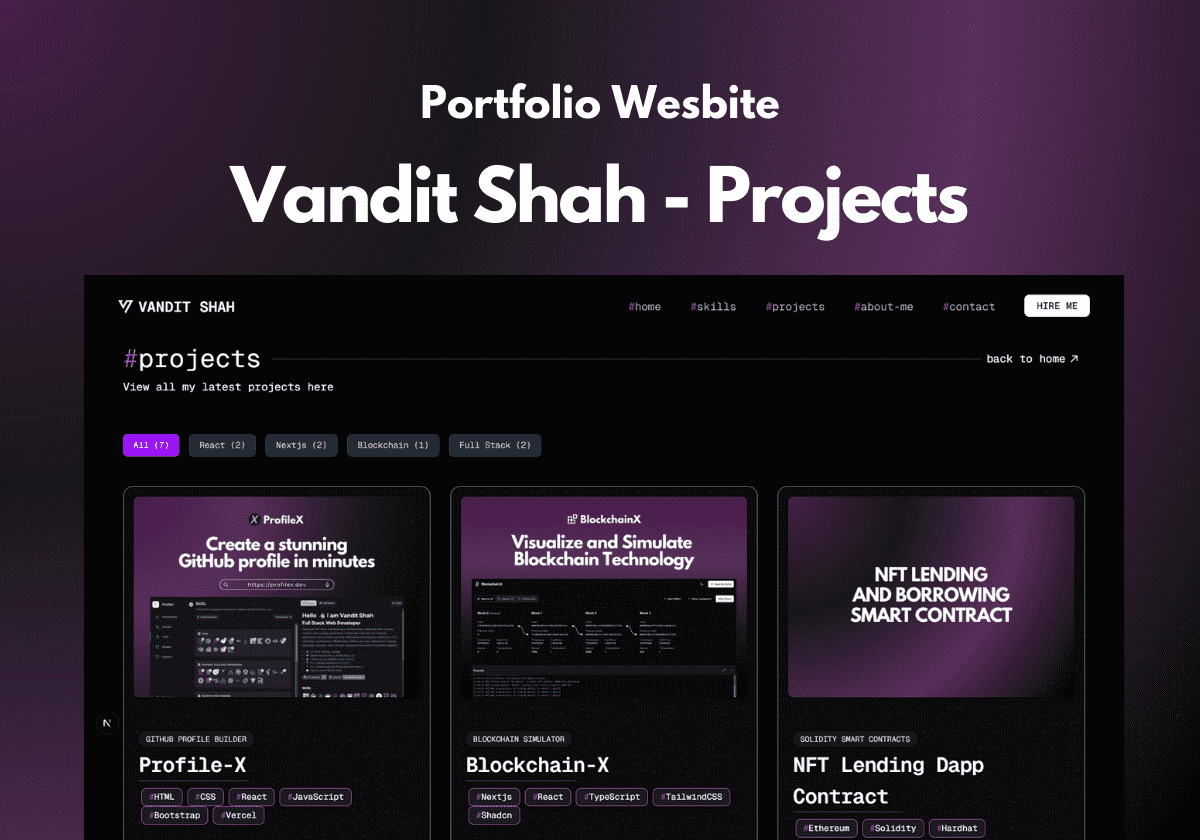 Portfolio Wesbite
Vandit Shah - Projects
VANDIT SHAH
#home #skills #projects #about-me #contact HIRE ME
#projects
back to home
View all my latest projects here
All (7) React (2) Nextjs (2) Blockchain (1) Full Stack (2)
X ProfileX
Create a stunning
GitHub profile in minutes
https://profilex.dev
Skills
Hello I am Vandit Shah
Full Stack Web Developer
Skills
BlockchainX
Visualize and Simulate
Blockchain Technology
BlockchainX
NFT LENDING
AND BORROWING
SMART CONTRACT
N
GITHUB PROFILE BUILDER
Profile-X
#HTML #CSS #React #JavaScript
#Bootstrap #Vercel
BLOCKCHAIN SIMULATOR
Blockchain-X
#Nextjs #React #TypeScript #TailwindCSS
#Shadcn
SOLIDITY SMART CONTRACTS
NFT Lending Dapp
Contract
#Ethereum #Solidity #Hardhat